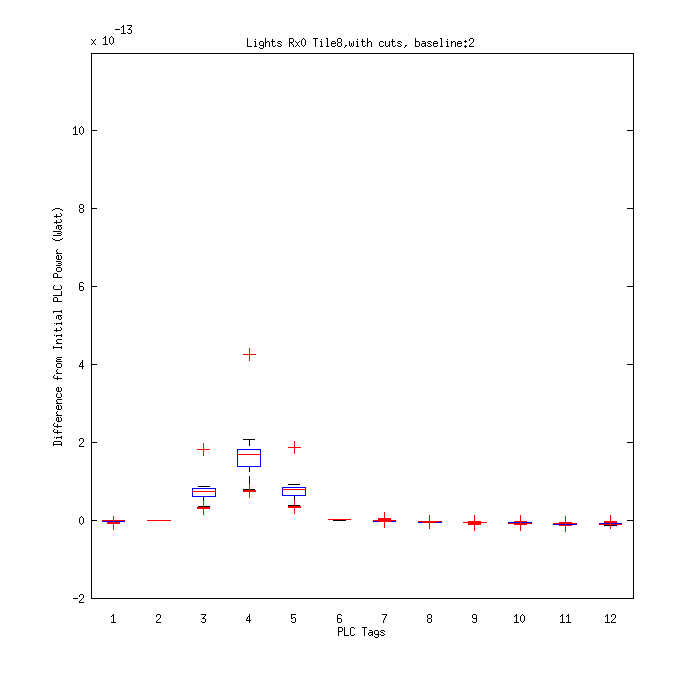 -13
x 10
Lights Rx0 Tile8,with cuts, baseline:2
10
8
6
4
2
0
-2
Difference from Initial PLC Power (Watt)
1 2 3 4 5 6 7 8 9 10 11 12
PLC Tags